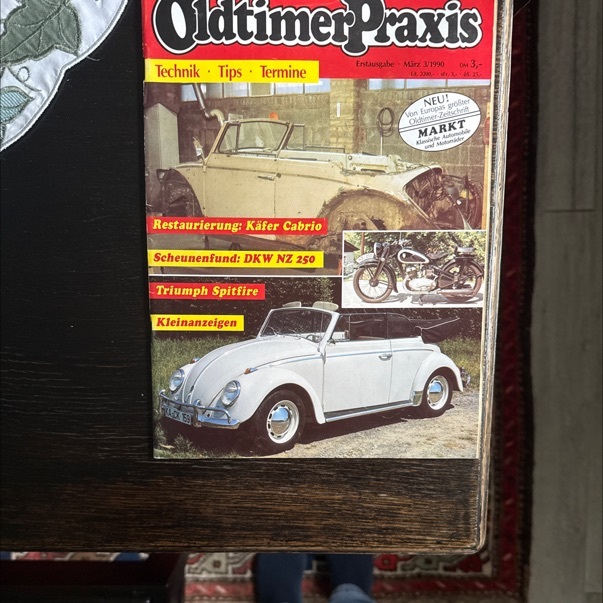 OldtimerPraxis
Erstausgabe · März 3/1990 DM 3,-
Technik · Tips · Termine
NEU!
Von Europas größter
Oldtimer-Zeitschrift
MARKT
Klassische Automobile
und Motorräder
Restaurierung: Käfer Cabrio
Scheunenfund: DKW NZ 250
Triumph Spitfire
Kleinanzeigen